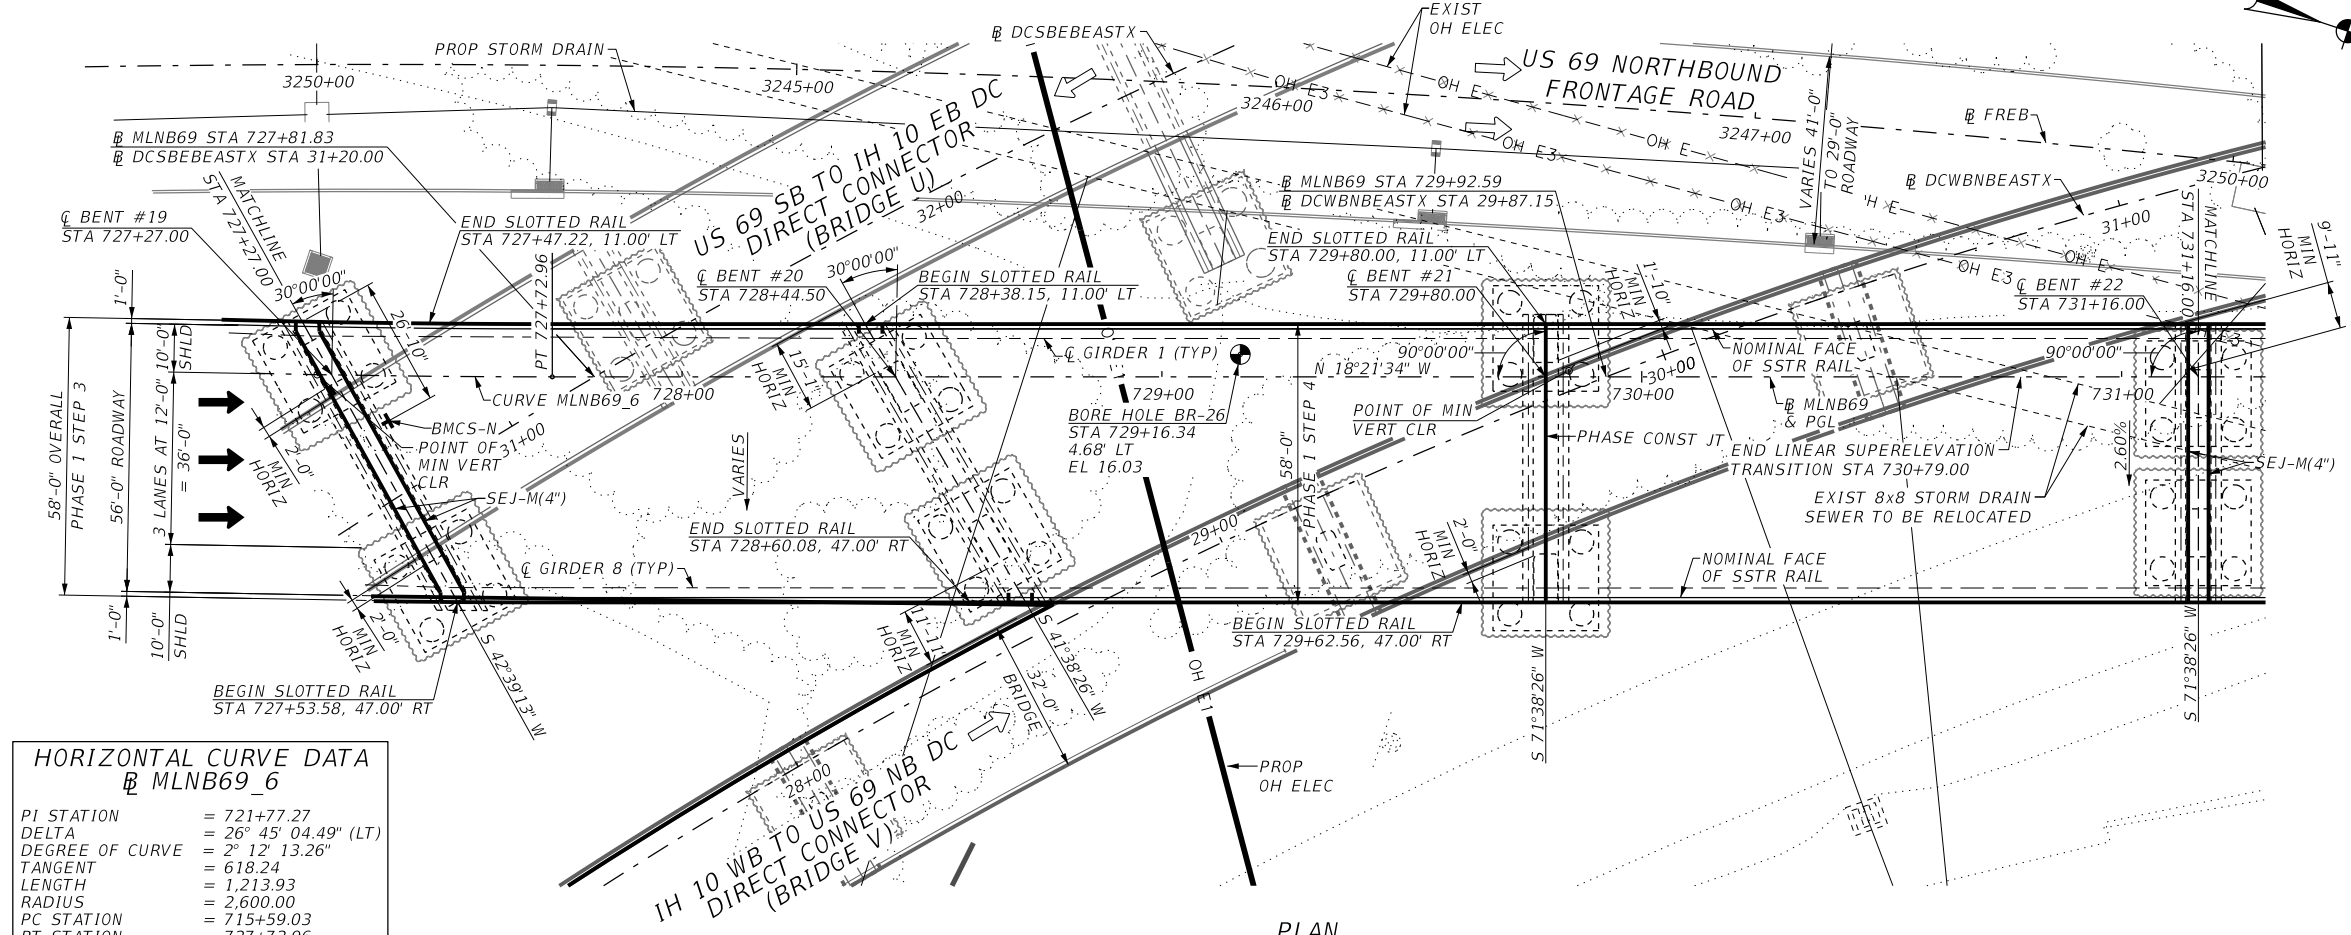 PROP STORM DRAIN
3250+00
3245+00
℄ DCSBEBEASTX
EXIST
OH ELEC
US 69 NORTHBOUND
FRONTAGE ROAD
OH E3
OH E
3246+00
3247+00
VARIES 41'-0"
TO 29'-0"
ROADWAY
℄ FREB
℄ DCWBNBEASTX
3250+00
31+00
STA 731+16.00
MATCHLINE
9'-11"
MIN
HORIZ
℄ MLNB69 STA 727+81.83
℄ DCSBEBEASTX STA 31+20.00
MATCHLINE
STA 727+27.00
℄ BENT #19
STA 727+27.00
END SLOTTED RAIL
STA 727+47.22, 11.00' LT
US 69 SB TO IH 10 EB DC
DIRECT CONNECTOR
(BRIDGE U)
32+00
OH E3
OH E
OH E3
OH E
OH E3
℄ MLNB69 STA 729+92.59
℄ DCWBNBEASTX STA 29+87.15
END SLOTTED RAIL
STA 729+80.00, 11.00' LT
℄ BENT #21
STA 729+80.00
1'-10"
MIN
HORIZ
℄ BENT #22
STA 731+16.00
1'-0"
30°00'00"
26'-10"
PT 727+72.96
℄ BENT #20
STA 728+44.50
30°00'00"
BEGIN SLOTTED RAIL
STA 728+38.15, 11.00' LT
58'-0" OVERALL
PHASE 1 STEP 3
56'-0" ROADWAY
10'-0"
SHLD
3 LANES AT 12'-0"
= 36'-0"
2'-0"
MIN
HORIZ
CURVE MLNB69_6
728+00
15'-1"
MIN
HORIZ
℄ GIRDER 1 (TYP)
729+00
BORE HOLE BR-26
STA 729+16.34
4.68' LT
EL 16.03
58'-0"
PHASE 1 STEP 4
N 18°21'34" W
90°00'00"
POINT OF MIN
VERT CLR
730+00
30+00
NOMINAL FACE
OF SSTR RAIL
℄ MLNB69
& PGL
90°00'00"
731+00
2.60%
BMCS-N
POINT OF
MIN VERT
CLR
31+00
SEJ-M(4")
VARIES
PHASE CONST JT
END LINEAR SUPERELEVATION
TRANSITION STA 730+79.00
EXIST 8x8 STORM DRAIN
SEWER TO BE RELOCATED
SEJ-M(4")
END SLOTTED RAIL
STA 728+60.08, 47.00' RT
℄ GIRDER 8 (TYP)
29+00
2'-0"
MIN
HORIZ
NOMINAL FACE
OF SSTR RAIL
1'-0"
10'-0"
SHLD
2'-0"
MIN
HORIZ
S 42°39'13" W
11'-11"
MIN
HORIZ
32'-0"
BRIDGE
S 41°38'26" W
BEGIN SLOTTED RAIL
STA 729+62.56, 47.00' RT
S 71°38'26" W
S 71°38'26" W
BEGIN SLOTTED RAIL
STA 727+53.58, 47.00' RT
OH E1
PROP
OH ELEC
28+00
IH 10 WB TO US 69 NB DC
DIRECT CONNECTOR
(BRIDGE V)
HORIZONTAL CURVE DATA
℄ MLNB69_6
PI STATION = 721+77.27
DELTA = 26° 45' 04.49" (LT)
DEGREE OF CURVE = 2° 12' 13.26"
TANGENT = 618.24
LENGTH = 1,213.93
RADIUS = 2,600.00
PC STATION = 715+59.03
PT STATION = 727+72.96
PLAN